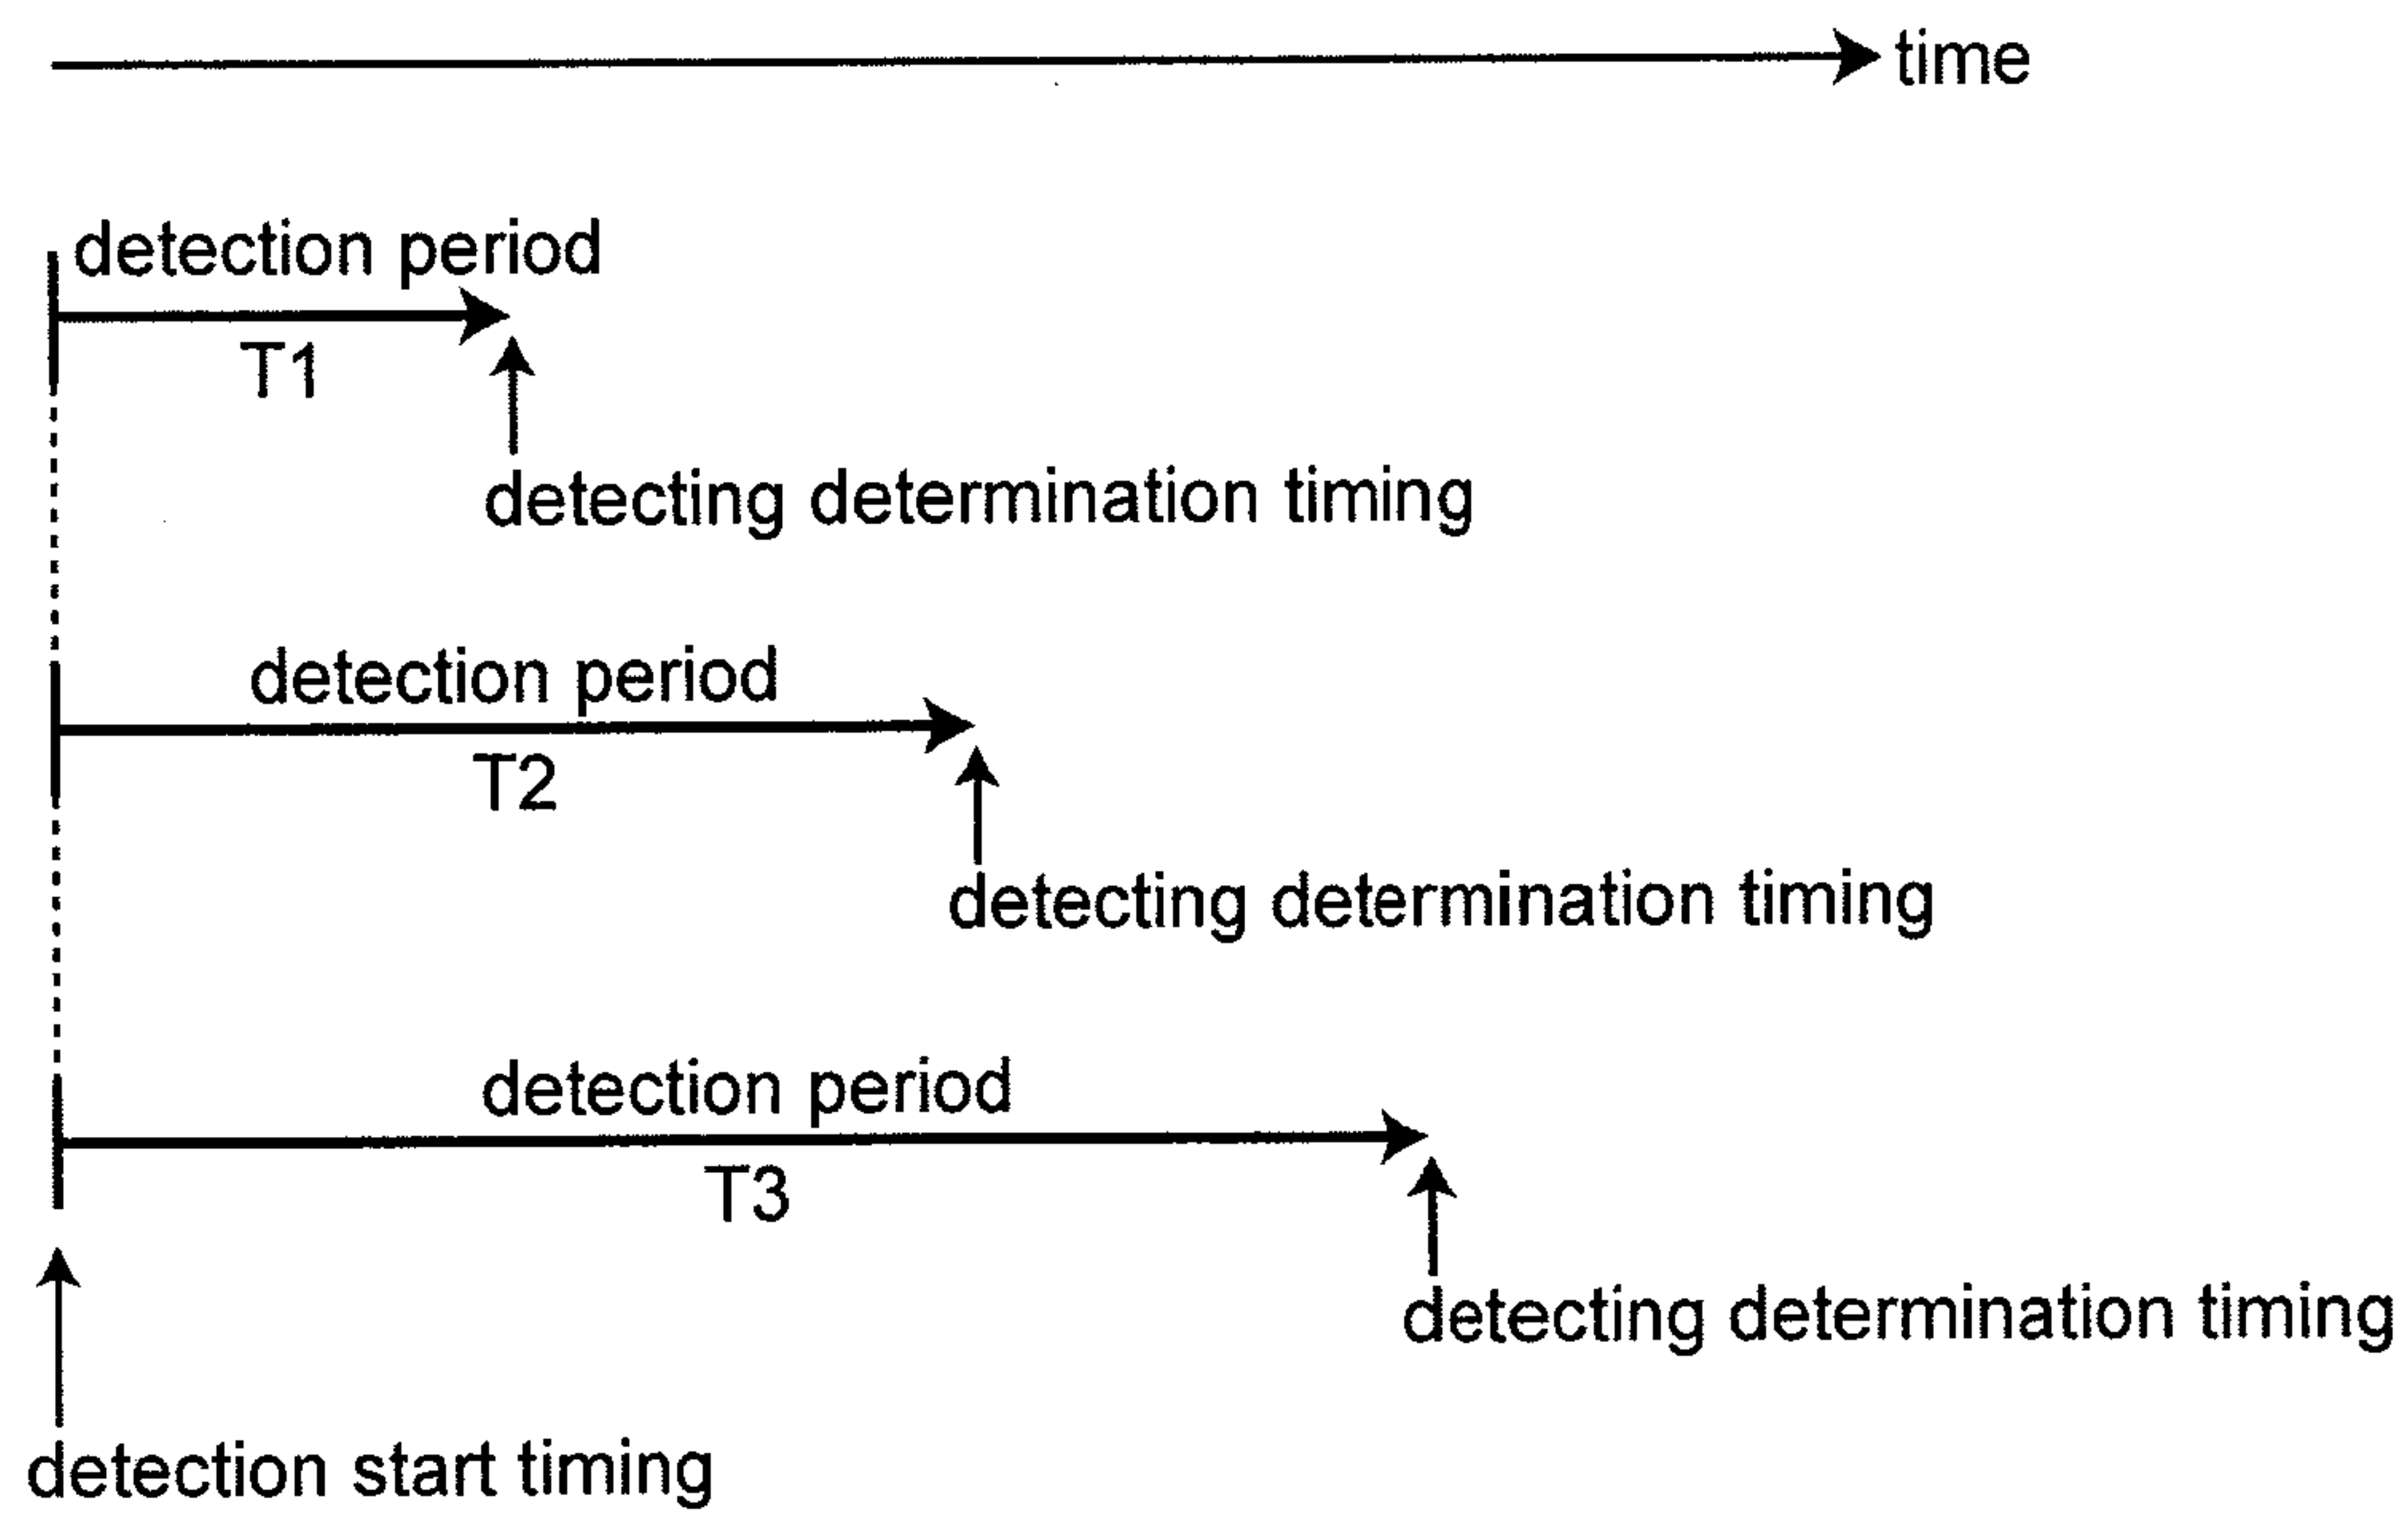 time
detection period
T1
detecting determination timing
detection period
T2
detecting determination timing
detection period
T3
detecting determination timing
detection start timing